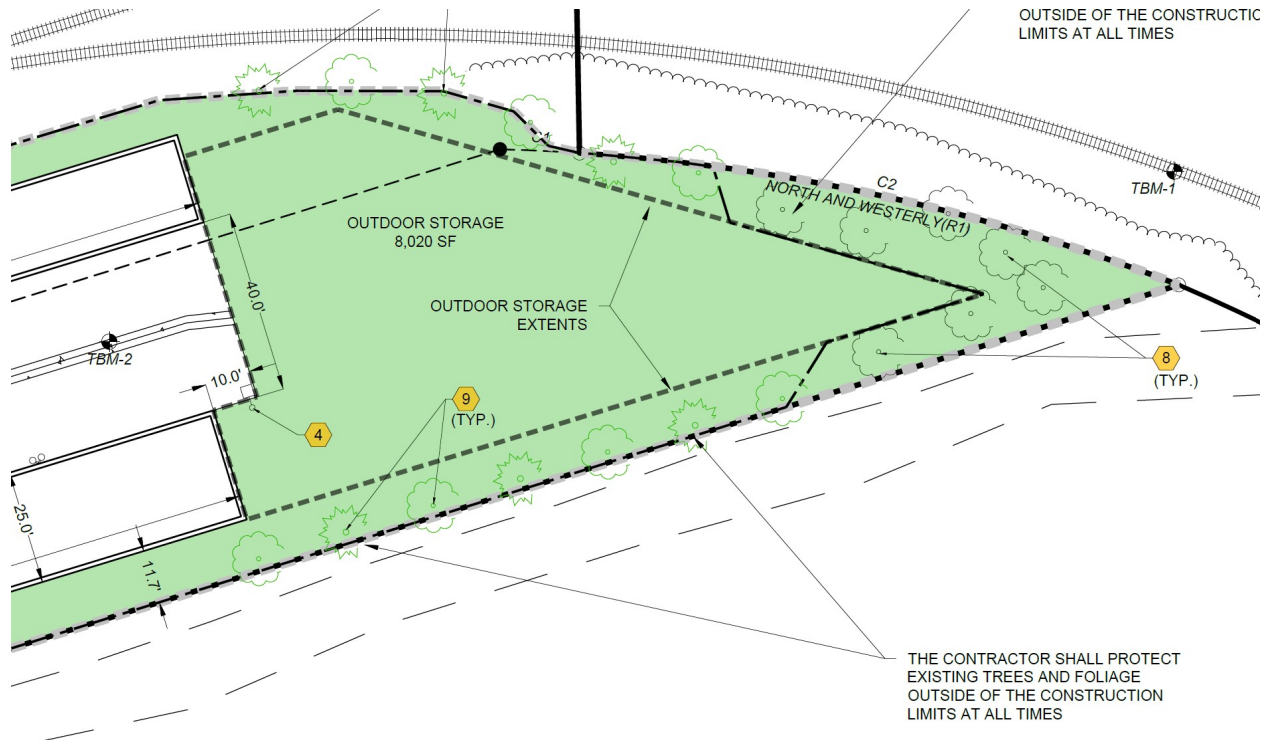 OUTSIDE OF THE CONSTRUCTIO
LIMITS AT ALL TIMES
C1
C2
NORTH AND WESTERLY(R1)
TBM-1
OUTDOOR STORAGE
8,020 SF
OUTDOOR STORAGE
EXTENTS
40.0'
TBM-2
10.0'
8
(TYP.)
9
(TYP.)
4
25.0'
11.7'
THE CONTRACTOR SHALL PROTECT
EXISTING TREES AND FOLIAGE
OUTSIDE OF THE CONSTRUCTION
LIMITS AT ALL TIMES